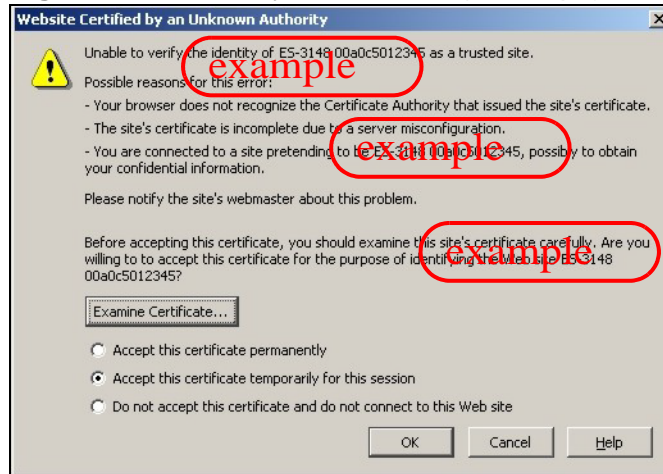 Website Certified by an Unknown Authority
Unable to verify the identity of ES-3148 00a0c5012345 as a trusted site.
example
Possible reasons for this error:
- Your browser does not recognize the Certificate Authority that issued the site's certificate.
- The site's certificate is incomplete due to a server misconfiguration.
- You are connected to a site pretending to be ES-3148 00a0c5012345, possibly to obtain
example
your confidential information.
Please notify the site's webmaster about this problem.
Before accepting this certificate, you should examine this site's certificate carefully. Are you
example
willing to to accept this certificate for the purpose of identifying the Web site ES-3148
00a0c5012345?
Examine Certificate...
Accept this certificate permanently
Accept this certificate temporarily for this session
Do not accept this certificate and do not connect to this Web site
OK Cancel Help